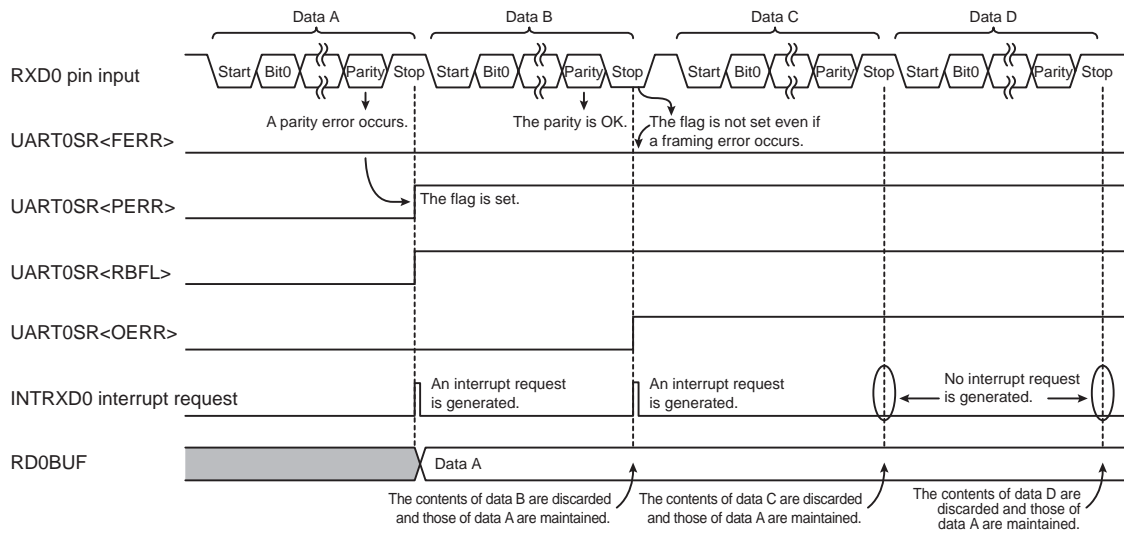 Data A Data B Data C Data D
RXD0 pin input
Start Bit0 Parity Stop Start Bit0 Parity Stop Start Bit0 Parity Stop Start Bit0 Parity Stop
A parity error occurs.
The parity is OK.
The flag is not set even if
a framing error occurs.
UART0SR<FERR>
UART0SR<PERR>
The flag is set.
UART0SR<RBFL>
UART0SR<OERR>
INTRXD0 interrupt request
An interrupt request
is generated.
An interrupt request
is generated.
No interrupt request
is generated.
RD0BUF
Data A
The contents of data B are discarded
and those of data A are maintained.
The contents of data C are discarded
and those of data A are maintained.
The contents of data D are
discarded and those of
data A are maintained.